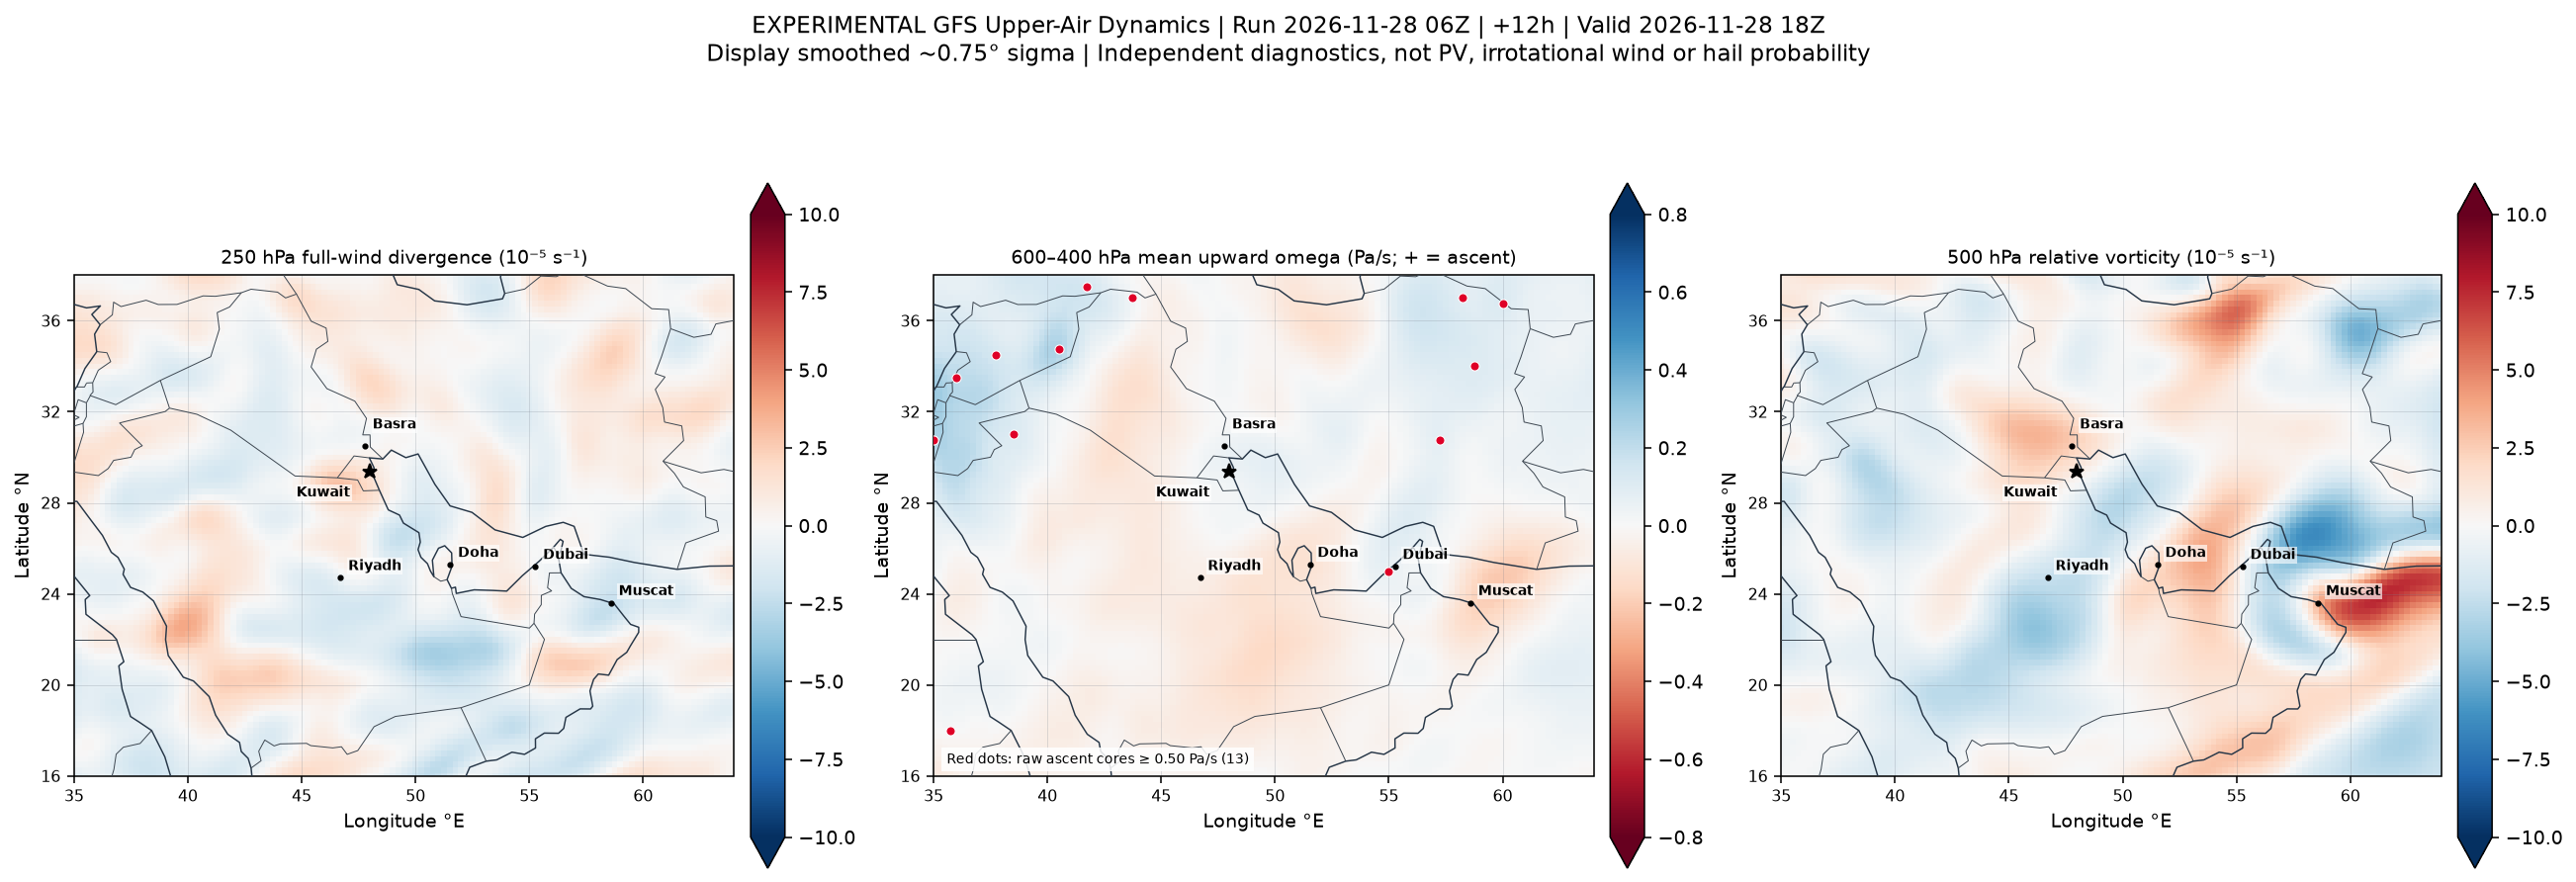 EXPERIMENTAL GFS Upper-Air Dynamics | Run 2026-11-28 06Z | +12h | Valid 2026-11-28 18Z
Display smoothed ~0.75° sigma | Independent diagnostics, not PV, irrotational wind or hail probability
250 hPa full-wind divergence (10⁻⁵ s⁻¹)
Latitude °N
36
32
28
24
20
16
Basra
Kuwait
Riyadh
Doha
Dubai
Muscat
35
40
45
50
55
60
Longitude °E
10.0
7.5
5.0
2.5
0.0
−2.5
−5.0
−7.5
−10.0
600–400 hPa mean upward omega (Pa/s; + = ascent)
Latitude °N
36
32
28
24
20
16
Basra
Kuwait
Riyadh
Doha
Dubai
Muscat
Red dots: raw ascent cores ≥ 0.50 Pa/s (13)
35
40
45
50
55
60
Longitude °E
0.8
0.6
0.4
0.2
0.0
−0.2
−0.4
−0.6
−0.8
500 hPa relative vorticity (10⁻⁵ s⁻¹)
Latitude °N
36
32
28
24
20
16
Basra
Kuwait
Riyadh
Doha
Dubai
Muscat
35
40
45
50
55
60
Longitude °E
10.0
7.5
5.0
2.5
0.0
−2.5
−5.0
−7.5
−10.0